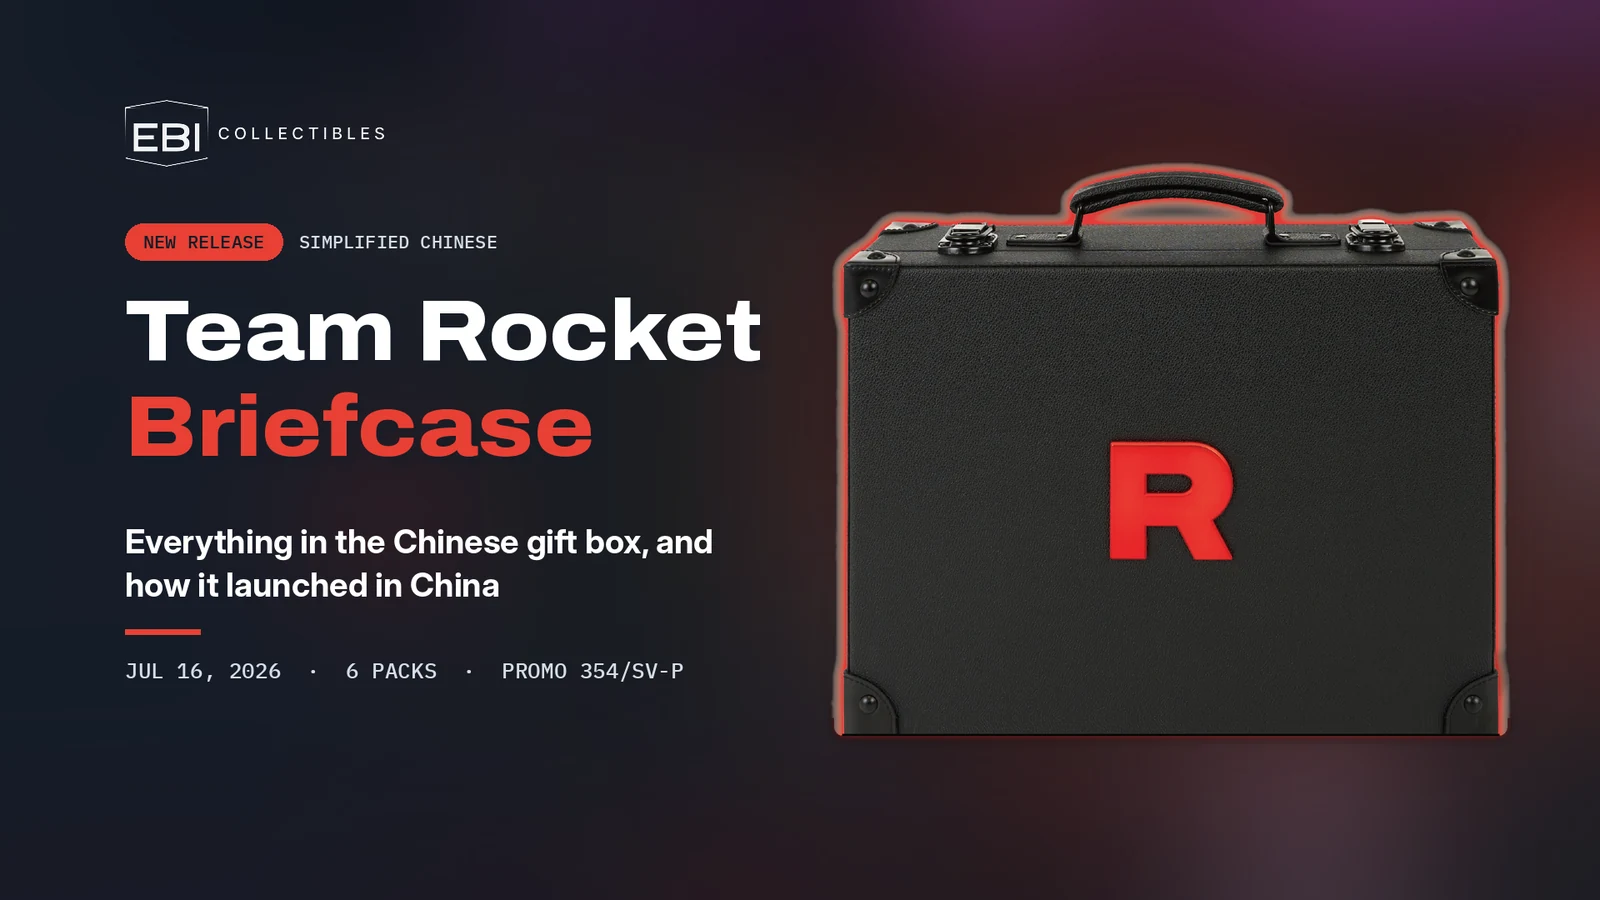 EBI COLLECTIBLES
NEW RELEASE SIMPLIFIED CHINESE
Team Rocket
Briefcase
Everything in the Chinese gift box, and
how it launched in China
JUL 16, 2026 · 6 PACKS · PROMO 354/SV-P
R